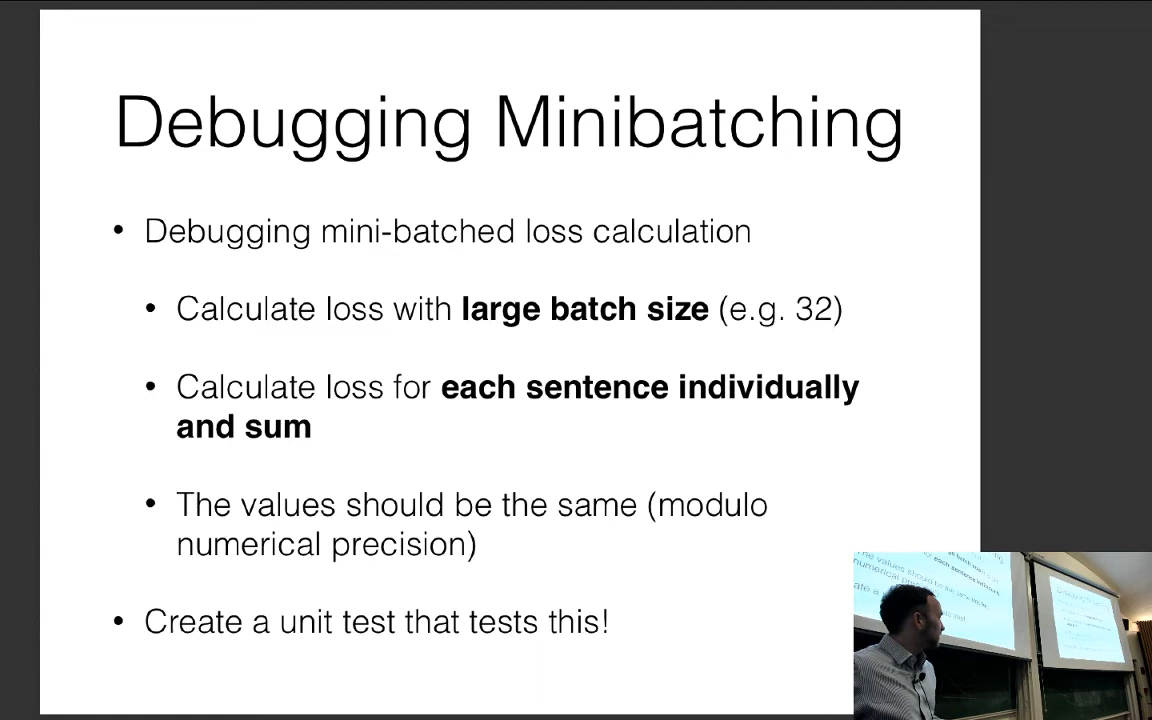 Debugging Minibatching
• Debugging mini-batched loss calculation
• Calculate loss with large batch size (e.g. 32)
• Calculate loss for each sentence individually
and sum
• The values should be the same (modulo
numerical precision)
• Create a unit test that tests this!